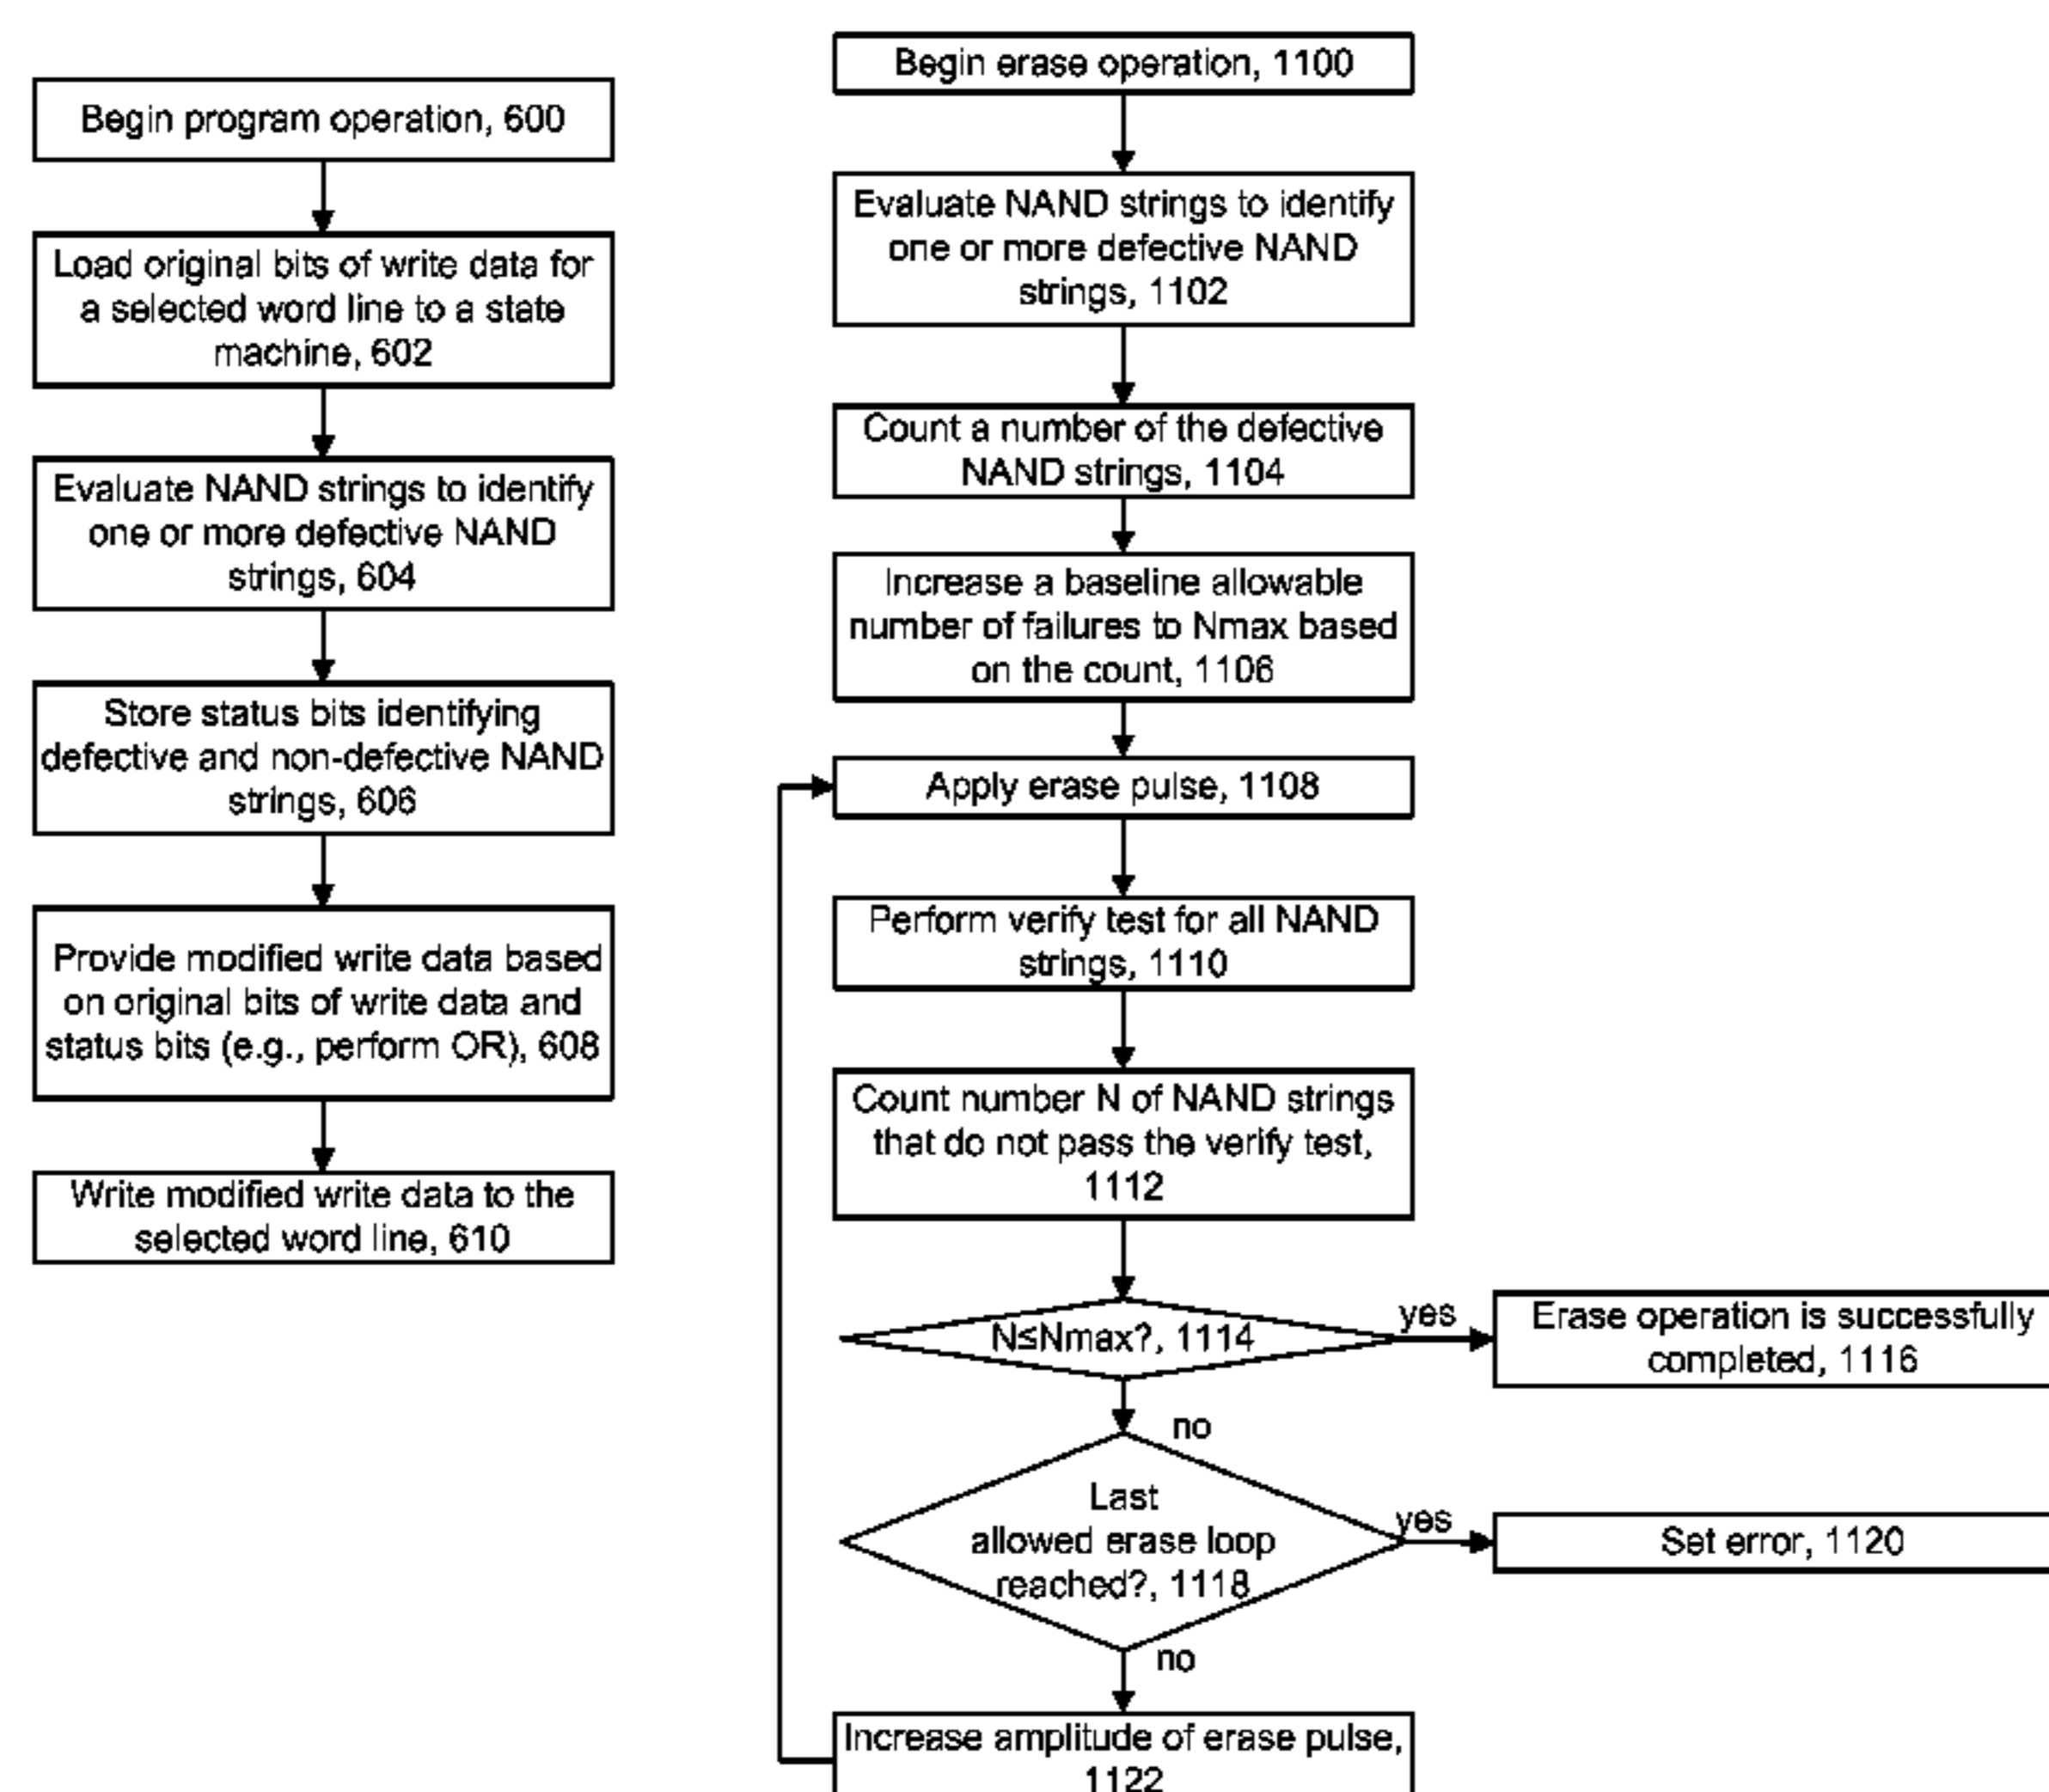 Begin program operation, 600
Load original bits of write data for
a selected word line to a state
machine, 602
Evaluate NAND strings to identify
one or more defective NAND
strings, 604
Store status bits identifying
defective and non-defective NAND
strings, 606
Provide modified write data based
on original bits of write data and
status bits (e.g., perform OR), 608
Write modified write data to the
selected word line, 610
Begin erase operation, 1100
Evaluate NAND strings to identify
one or more defective NAND
strings, 1102
Count a number of the defective
NAND strings, 1104
Increase a baseline allowable
number of failures to Nmax based
on the count, 1106
Apply erase pulse, 1108
Perform verify test for all NAND
strings, 1110
Count number N of NAND strings
that do not pass the verify test,
1112
N≤Nmax?, 1114
yes
Erase operation is successfully
completed, 1116
no
Last
allowed erase loop
reached?, 1118
yes
Set error, 1120
no
Increase amplitude of erase pulse,
1122